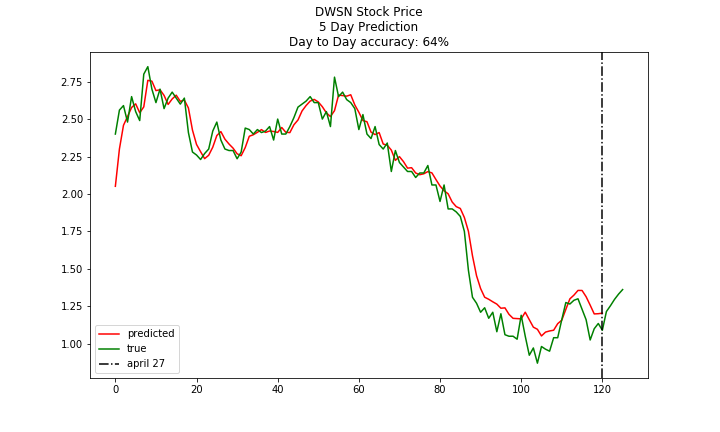 DWSN Stock Price
5 Day Prediction
Day to Day accuracy: 64%
2.75
2.50
2.25
2.00
1.75
1.50
1.25
1.00
predicted
true
april 27
0
20
40
60
80
100
120